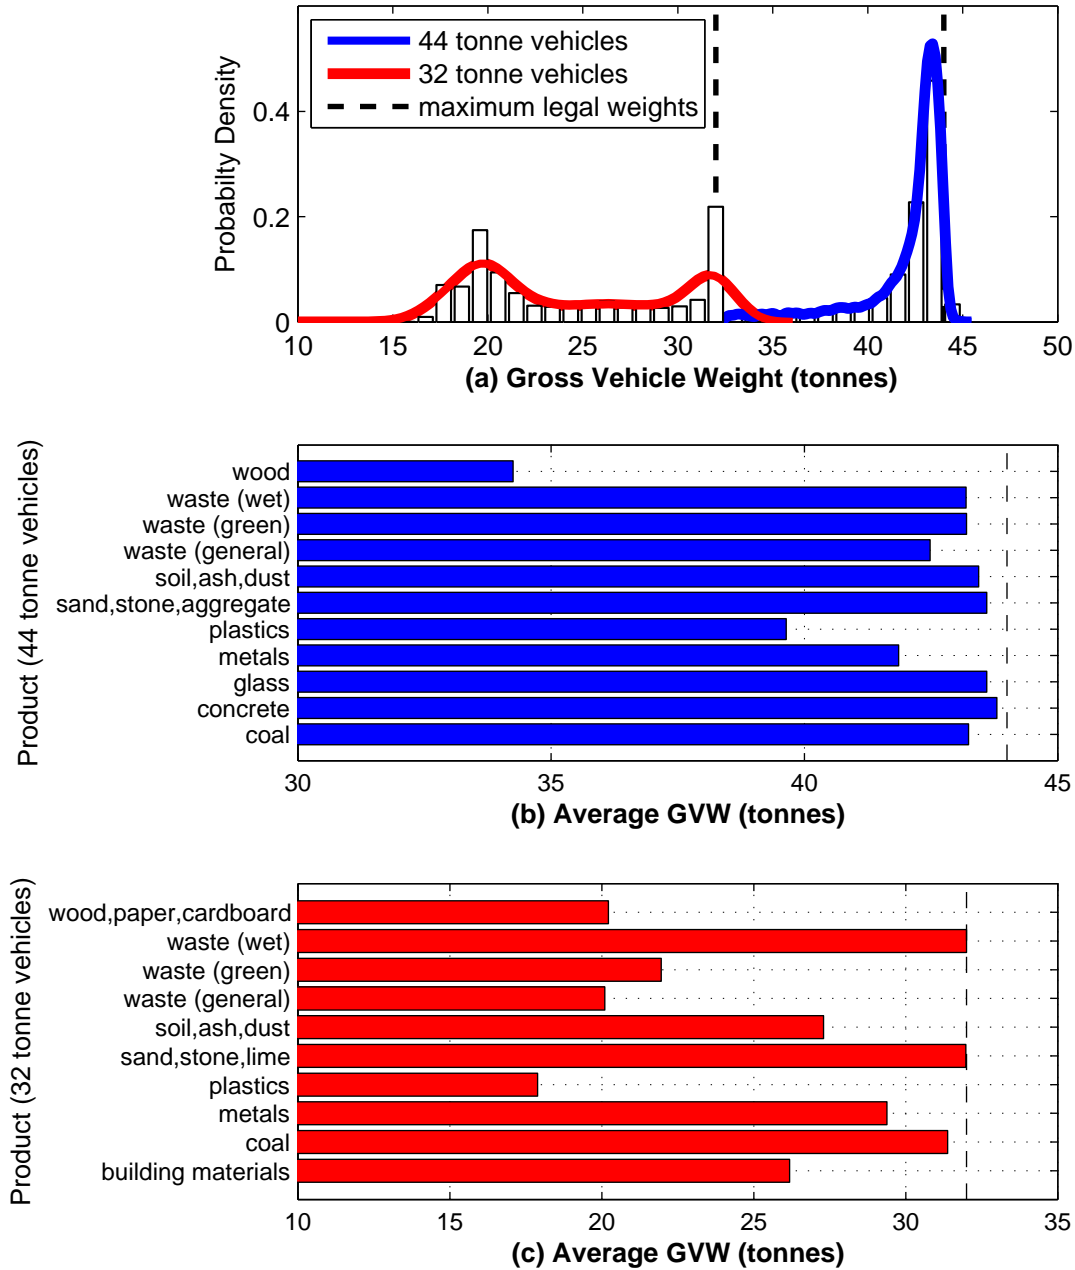 44 tonne vehicles
32 tonne vehicles
maximum legal weights
Probabilty Density
0.4
0.2
0
10 15 20 25 30 35 40 45 50
(a) Gross Vehicle Weight (tonnes)
Product (44 tonne vehicles)
wood
waste (wet)
waste (green)
waste (general)
soil,ash,dust
sand,stone,aggregate
plastics
metals
glass
concrete
coal
30 35 40 45
(b) Average GVW (tonnes)
Product (32 tonne vehicles)
wood,paper,cardboard
waste (wet)
waste (green)
waste (general)
soil,ash,dust
sand,stone,lime
plastics
metals
coal
building materials
10 15 20 25 30 35
(c) Average GVW (tonnes)